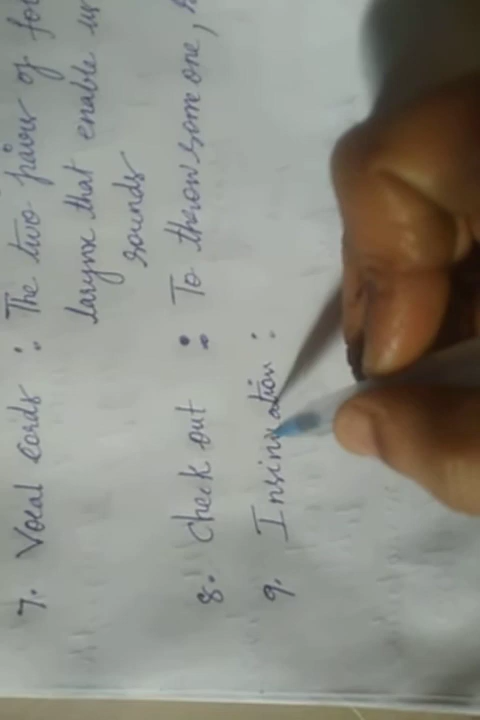 7. Vocal Cords : The two pairs of
larynx that enable
sounds
8. Check out : To throw some one,
9. Insinuation :